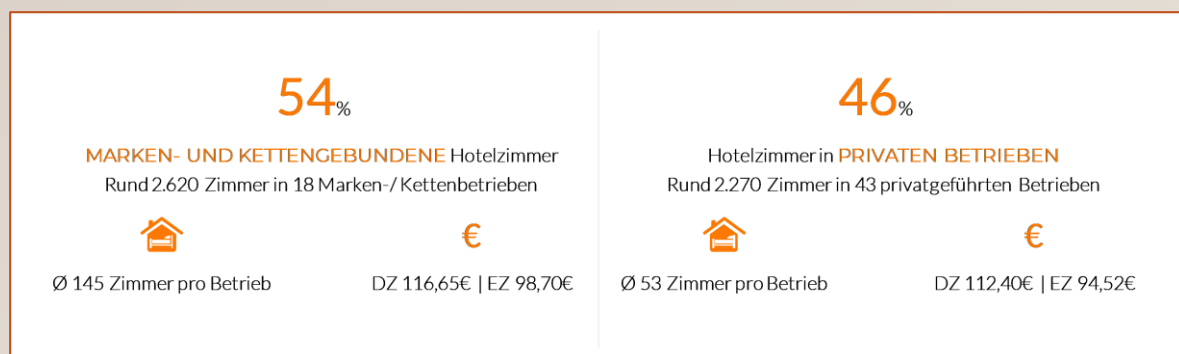 54%
MARKEN- UND KETTENGEBUNDENE Hotelzimmer
Rund 2.620 Zimmer in 18 Marken-/Kettenbetrieben
€
Ø 145 Zimmer pro Betrieb
DZ 116,65€ | EZ 98,70€
46%
Hotelzimmer in PRIVATEN BETRIEBEN
Rund 2.270 Zimmer in 43 privatgeführten Betrieben
€
Ø 53 Zimmer pro Betrieb
DZ 112,40€ | EZ 94,52€